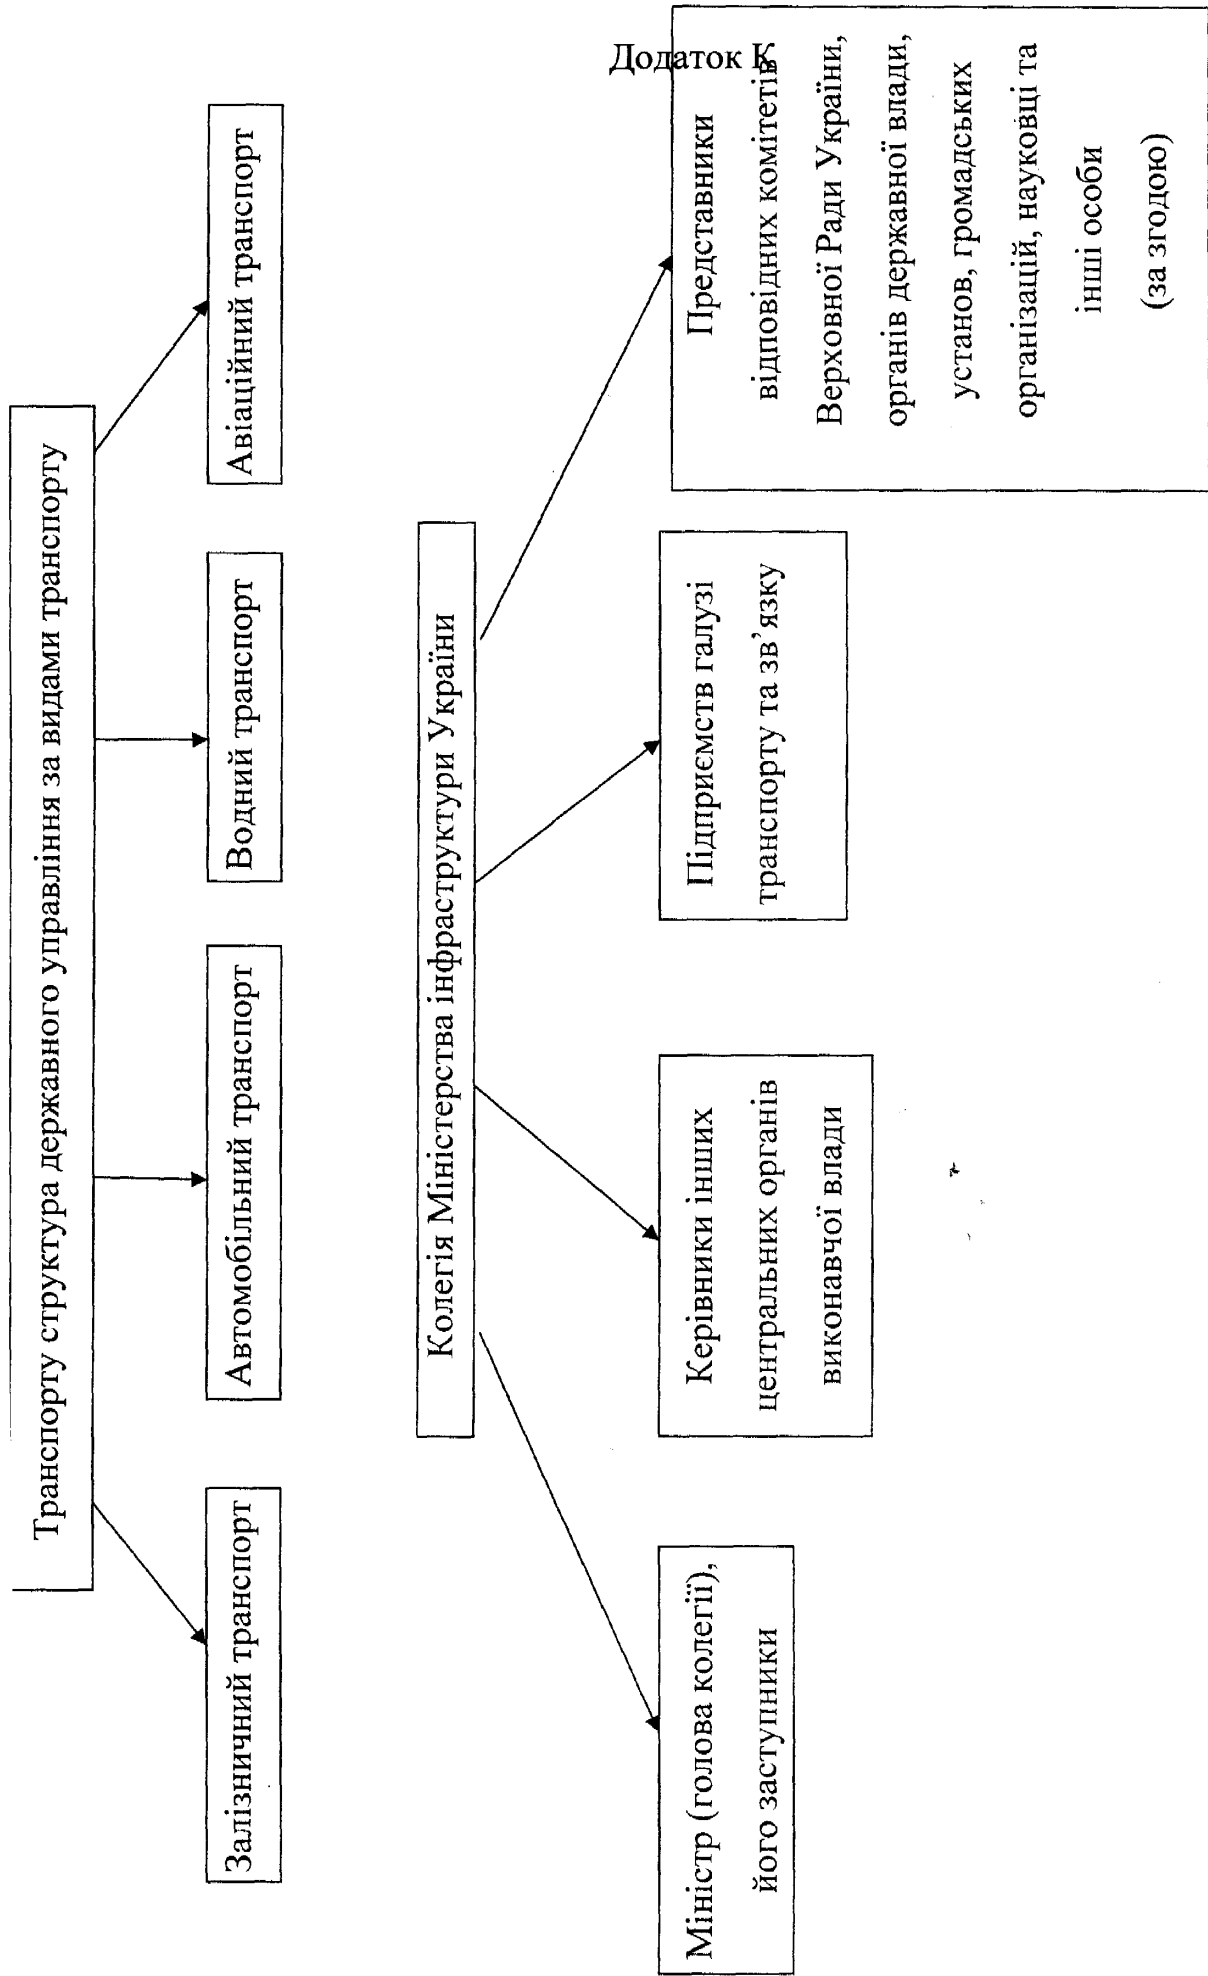 Додаток К
Транспорту структура державного управління за видами транспорту
Залізничний транспорт
Автомобільний транспорт
Водний транспорт
Авіаційний транспорт
Колегія Міністерства інфраструктури України
Міністр (голова колегії),
його заступники
Керівники інших
центральних органів
виконавчої влади
Підприємств галузі
транспорту та зв’язку
Представники
відповідних комітетів
Верховної Ради України,
органів державної влади,
установ, громадських
організацій, науковці та
інші особи
(за згодою)